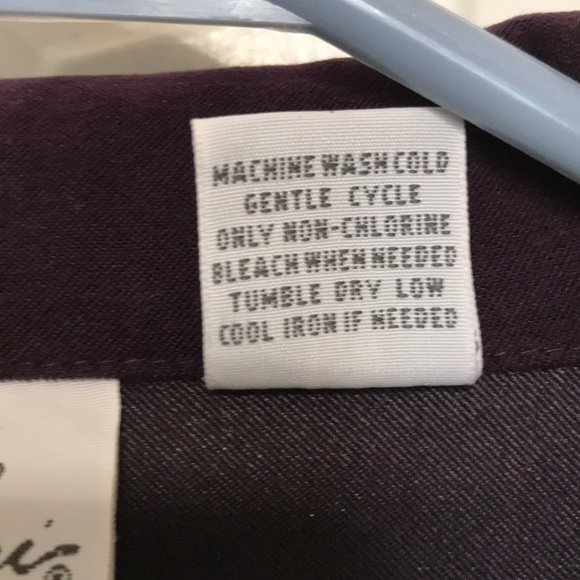 MACHINE WASH COLD
GENTLE CYCLE
ONLY NON-CHLORINE
BLEACH WHEN NEEDED
TUMBLE DRY LOW
COOL IRON IF NEEDED
®